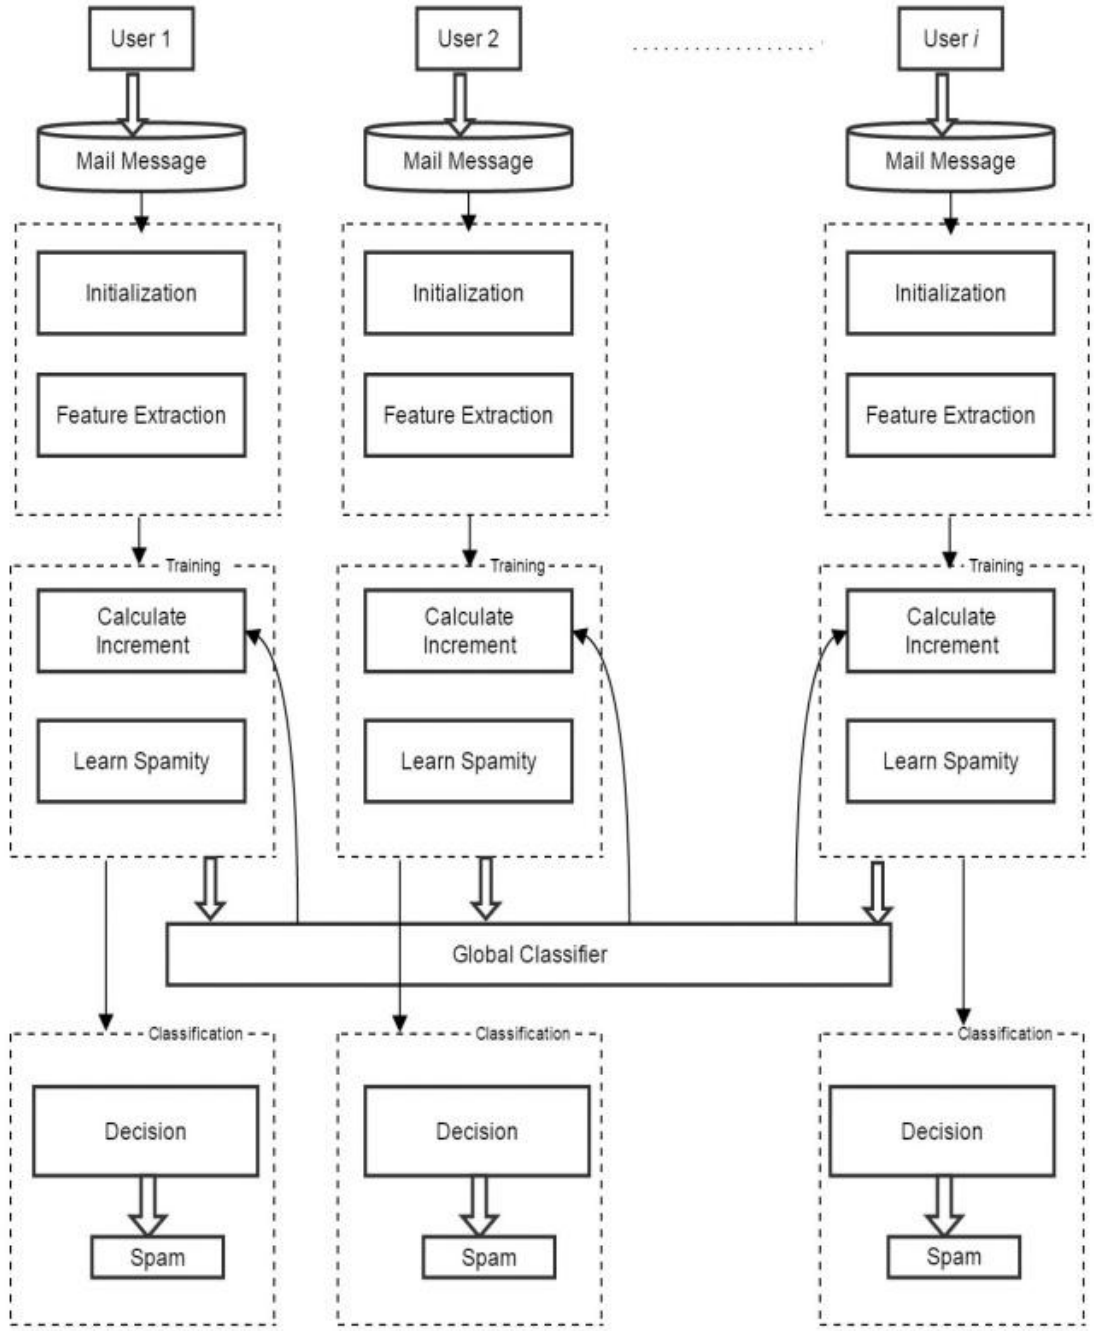 User 1
User 2
User i
Mail Message
Mail Message
Mail Message
Initialization
Initialization
Initialization
Feature Extraction
Feature Extraction
Feature Extraction
Training
Training
Training
Calculate
Increment
Calculate
Increment
Calculate
Increment
Learn Spamity
Learn Spamity
Learn Spamity
Global Classifier
Classification
Classification
Classification
Decision
Decision
Decision
Spam
Spam
Spam